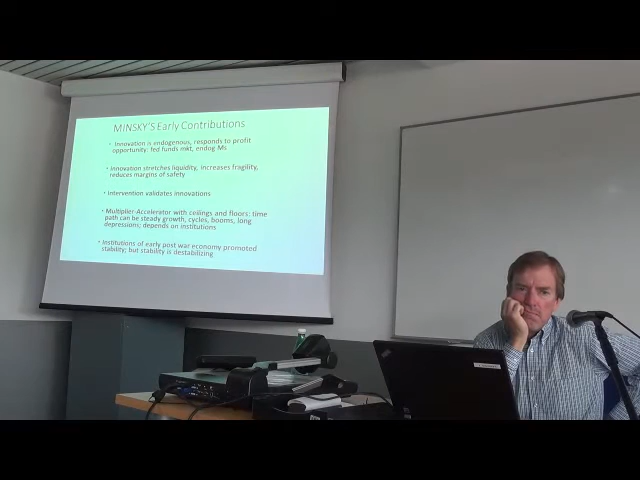 MINSKY'S Early Contributions
• Innovation is endogenous, responds to profit
opportunity: fed funds mkt, endog Ms
• Innovation stretches liquidity, increases fragility,
reduces margins of safety
• Intervention validates innovations
• Multiplier-Accelerator with ceilings and floors: time
path can be steady growth, cycles, booms, long
depressions; depends on institutions
• Institutions of early post war economy promoted
stability; but stability is destabilizing